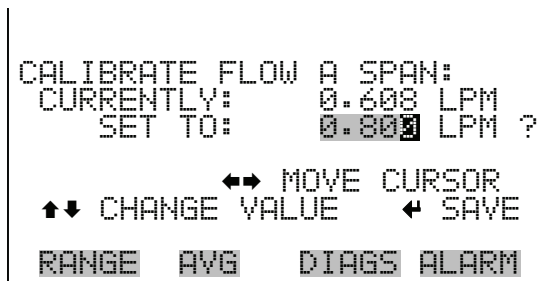 CALIBRATE FLOW A SPAN:
CURRENTLY: 0.608 LPM
SET TO: 0.800 LPM ?
⬅➡ MOVE CURSOR
⬆⬇ CHANGE VALUE ↵ SAVE
RANGE AVG DIAGS ALARM